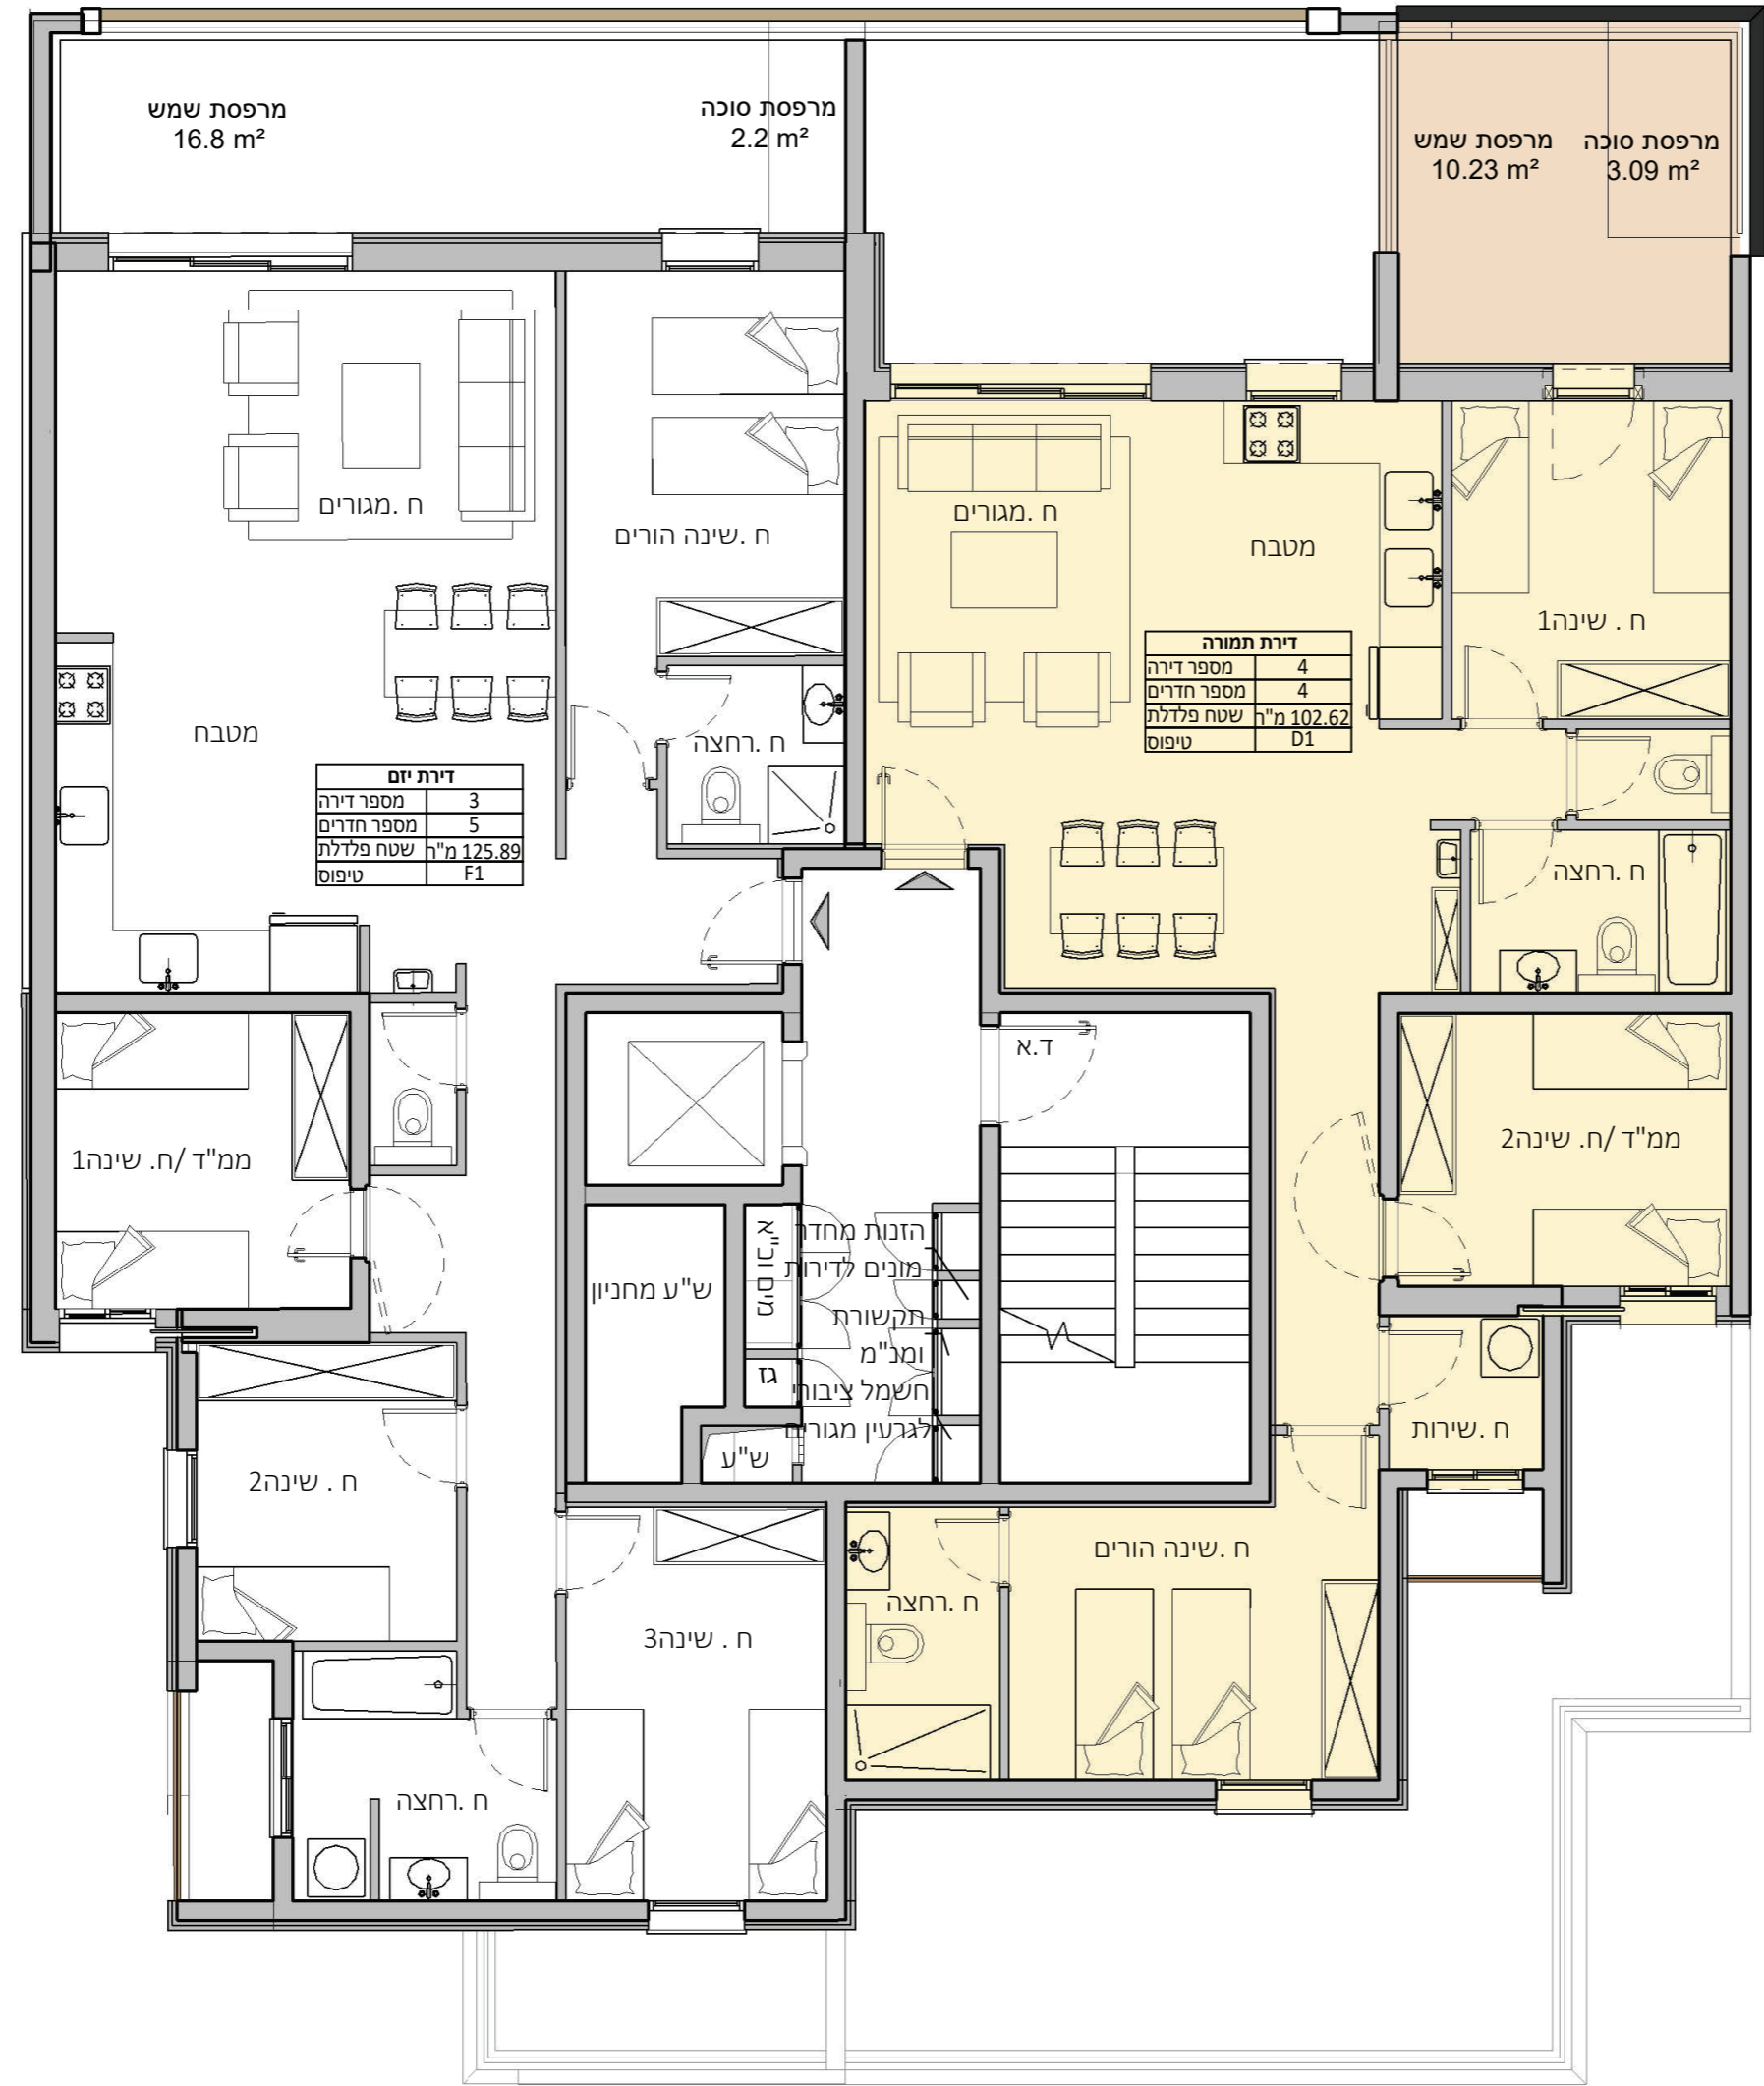 מרפסת שמש
16.8 m²
מרפסת סוכה
2.2 m²
מרפסת שמש
10.23 m²
מרפסת סוכה
3.09 m²
ח .מגורים
ח .שינה הורים
מטבח
ח .רחצה
דירת יזם
מספר דירה 3
מספר חדרים 5
שטח פלדלת 125.89 מ"ר
טיפוס F1
ח .מגורים
מטבח
ח . שינה1
דירת תמורה
מספר דירה 4
מספר חדרים 4
שטח פלדלת 102.62 מ"ר
טיפוס D1
ח .רחצה
ממ"ד /ח. שינה1
ד.א
ממ"ד /ח. שינה2
ש"ע מחניון
מים וכ"א
גז
ש"ע
הזנות מחדר
מונים לדירות
תקשורת
ומנ"מ
חשמל ציבורי
לגרעין מגורים
ח .שירות
ח . שינה2
ח . שינה3
ח .רחצה
ח .שינה הורים
ח .רחצה